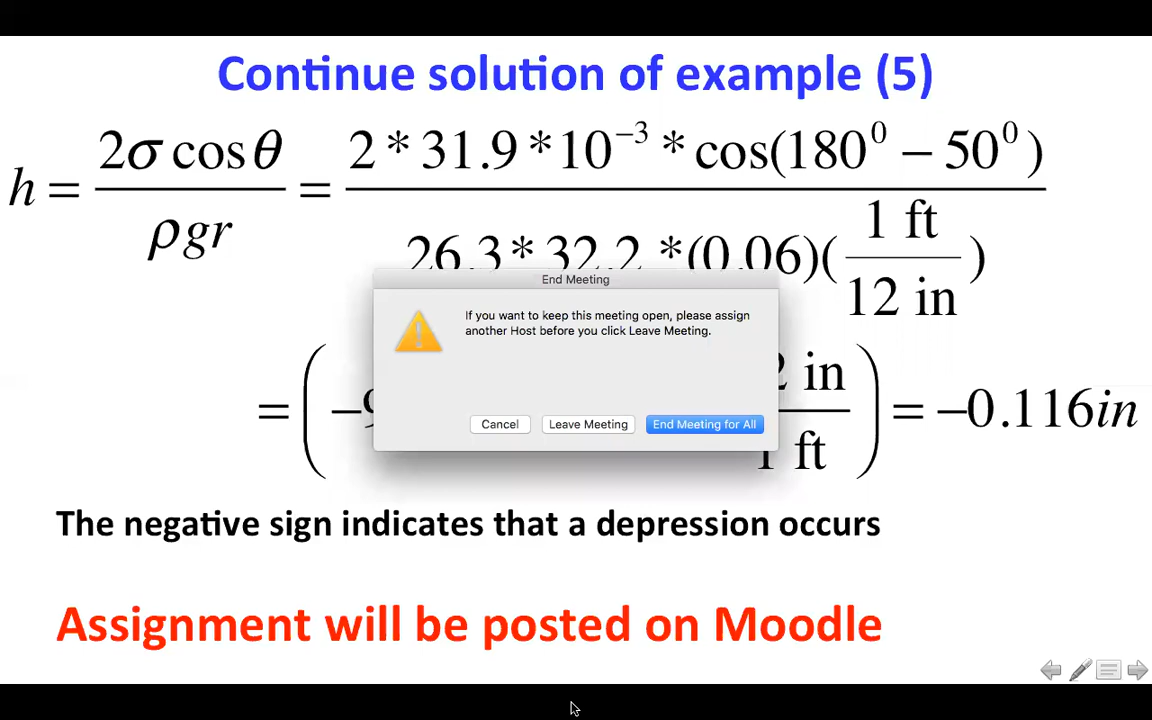 Continue solution of example (5)
h = 2σ cosθ / ρgr = 2 * 31.9 * 10⁻³ * cos(180⁰ − 50⁰) / 26.3 * 32.2 * (0.06)(1 ft / 12 in)
End Meeting
If you want to keep this meeting open, please assign
another Host before you click Leave Meeting.
Cancel Leave Meeting End Meeting for All
= ( −9 in / ft ) = −0.116in
The negative sign indicates that a depression occurs
Assignment will be posted on Moodle